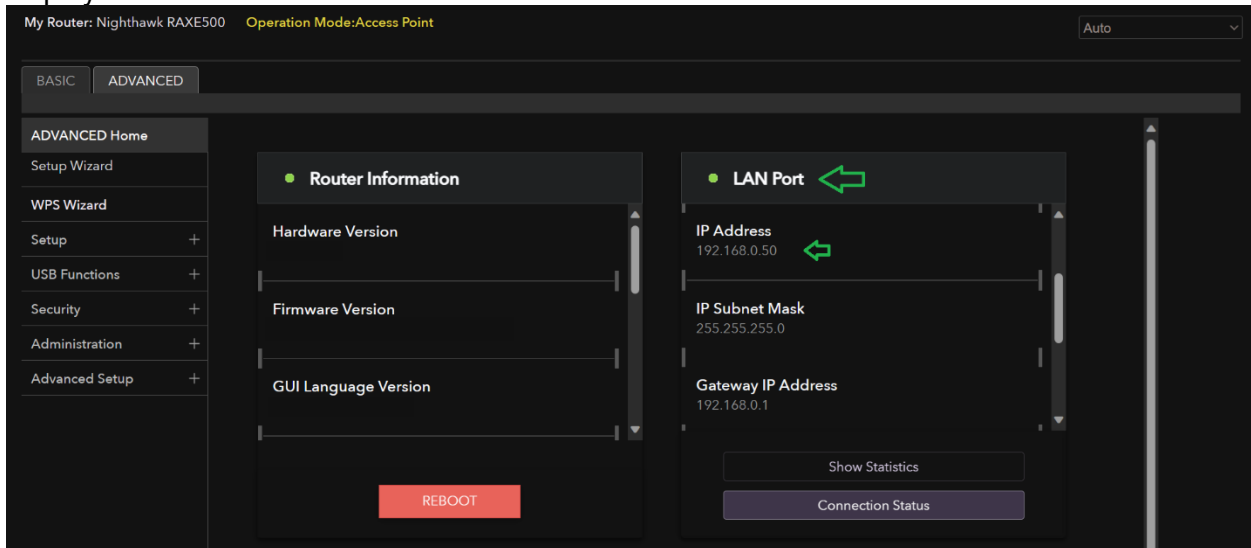 My Router: Nighthawk RAXE500 Operation Mode:Access Point
Auto
BASIC ADVANCED
ADVANCED Home
Setup Wizard
WPS Wizard
Setup +
USB Functions +
Security +
Administration +
Advanced Setup +
Router Information
Hardware Version
Firmware Version
GUI Language Version
REBOOT
LAN Port
IP Address
192.168.0.50
IP Subnet Mask
255.255.255.0
Gateway IP Address
192.168.0.1
Show Statistics
Connection Status